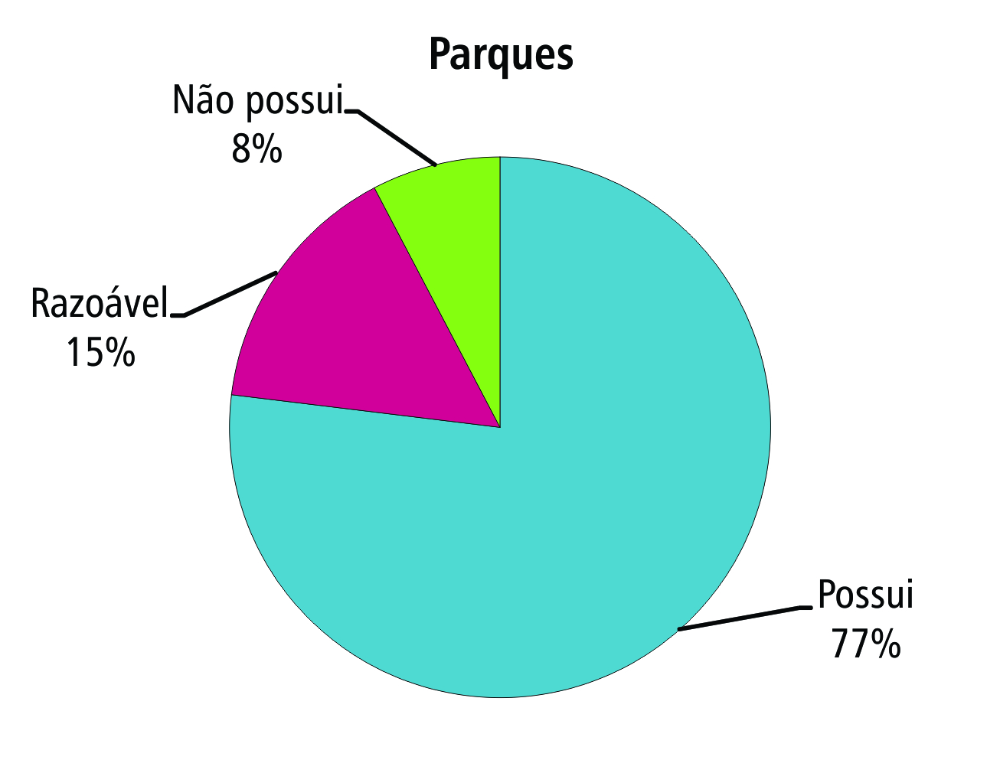 Parques
Não possui
8%
Razoável
15%
Possui
77%